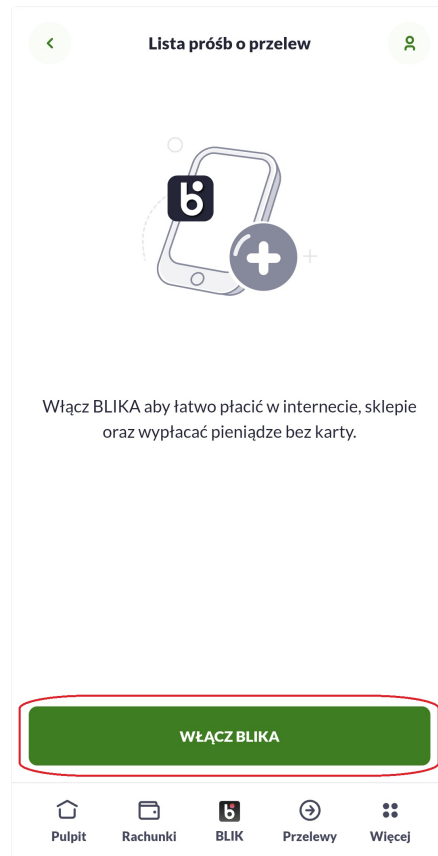 Lista próśb o przelew
Włącz BLIKA aby łatwo płacić w internecie, sklepie
oraz wypłacać pieniądze bez karty.
WŁĄCZ BLIKA
Pulpit
Rachunki
BLIK
Przelewy
Więcej